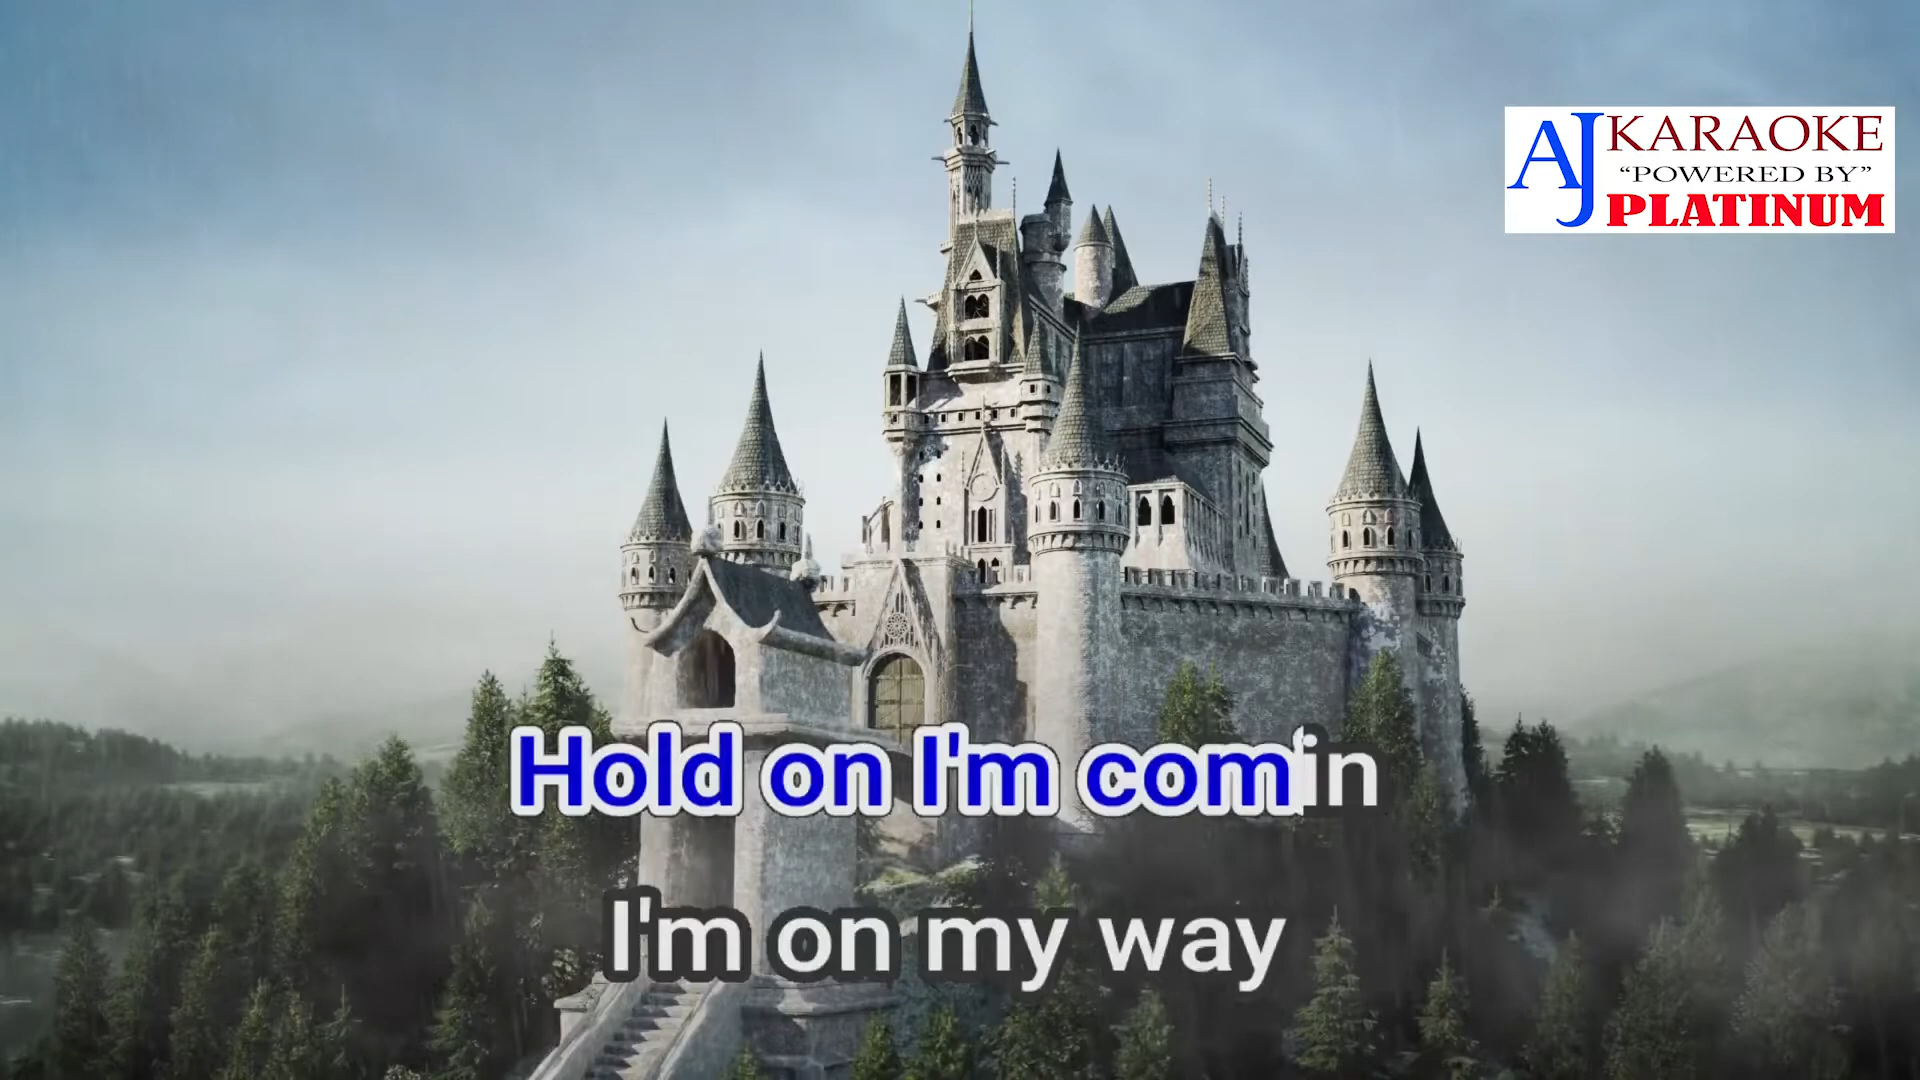 AJ KARAOKE
“POWERED BY”
PLATINUM
Hold on I'm comin
I'm on my way